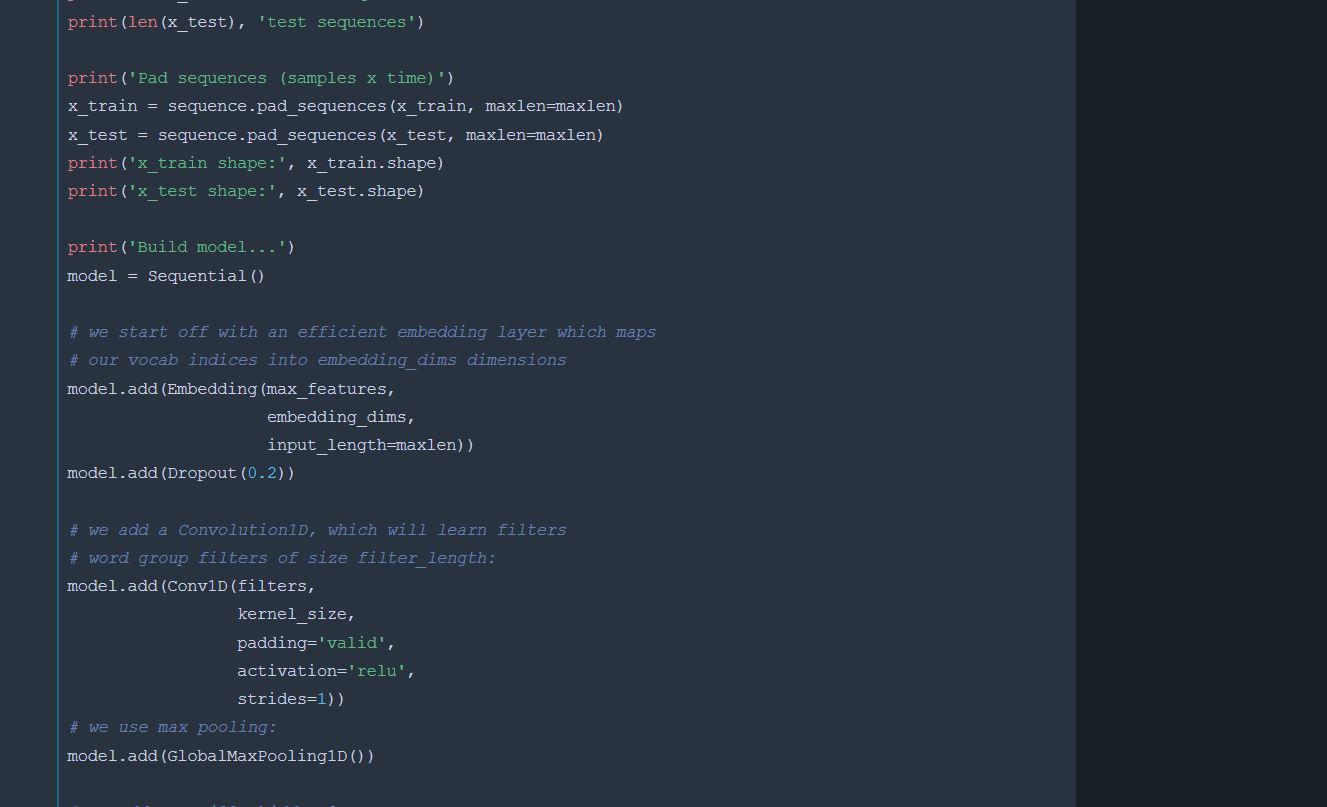 print(len(x_test), 'test sequences')
print('Pad sequences (samples x time)')
x_train = sequence.pad_sequences(x_train, maxlen=maxlen)
x_test = sequence.pad_sequences(x_test, maxlen=maxlen)
print('x_train shape:', x_train.shape)
print('x_test shape:', x_test.shape)
print('Build model...')
model = Sequential()
# we start off with an efficient embedding layer which maps
# our vocab indices into embedding_dims dimensions
model.add(Embedding(max_features,
embedding_dims,
input_length=maxlen))
model.add(Dropout(0.2))
# we add a Convolution1D, which will learn filters
# word group filters of size filter_length:
model.add(Conv1D(filters,
kernel_size,
padding='valid',
activation='relu',
strides=1))
# we use max pooling:
model.add(GlobalMaxPooling1D())